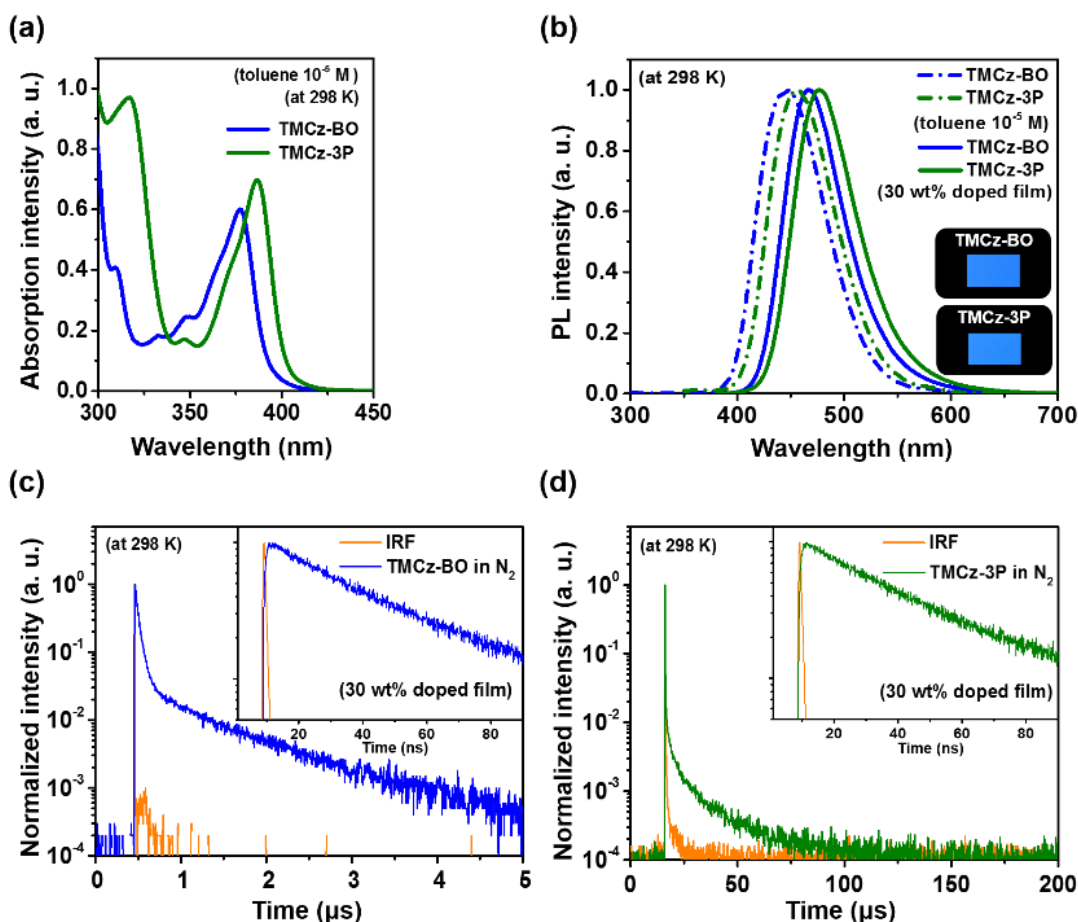 (a)
(toluene 10⁻⁵ M)
(at 298 K)
TMCz-BO
TMCz-3P
Absorption intensity (a. u.)
1.0
0.8
0.6
0.4
0.2
0.0
300
350
400
450
Wavelength (nm)
(b)
(at 298 K)
TMCz-BO
TMCz-3P
(toluene 10⁻⁵ M)
TMCz-BO
TMCz-3P
(30 wt% doped film)
TMCz-BO
TMCz-3P
PL intensity (a. u.)
1.0
0.8
0.6
0.4
0.2
0.0
300
400
500
600
700
Wavelength (nm)
(c)
(at 298 K)
IRF
TMCz-BO in N₂
(30 wt% doped film)
20
40
60
80
Time (ns)
Normalized intensity (a. u.)
10⁰
10⁻¹
10⁻²
10⁻³
10⁻⁴
0
1
2
3
4
5
Time (µs)
(d)
(at 298 K)
IRF
TMCz-3P in N₂
(30 wt% doped film)
20
40
60
80
Time (ns)
Normalized intensity (a. u.)
10⁰
10⁻¹
10⁻²
10⁻³
10⁻⁴
0
50
100
150
200
Time (µs)